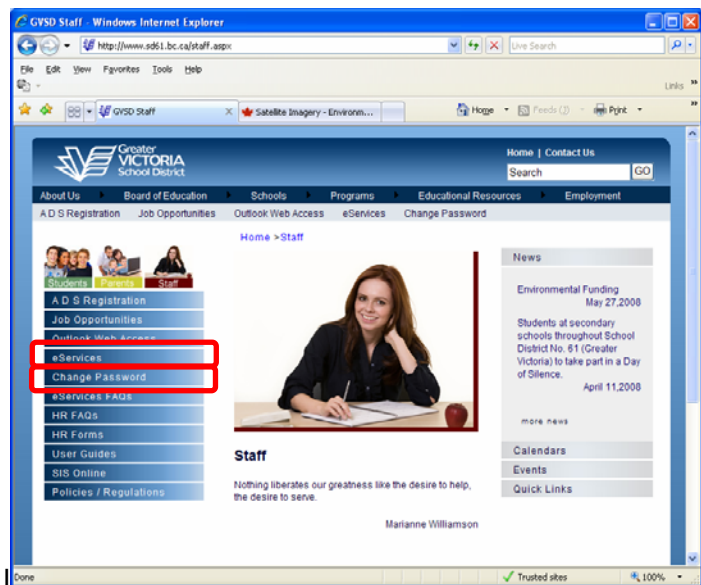 GVSD Staff - Windows Internet Explorer
http://www.sd61.bc.ca/staff.aspx
Live Search
File Edit View Favorites Tools Help
Links »
GVSD Staff
Satellite Imagery - Environm...
Home Feeds (J) Print »
Greater
VICTORIA
School District
Home | Contact Us
Search GO
About Us Board of Education Schools Programs Educational Resources Employment
A D S Registration Job Opportunities Outlook Web Access eServices Change Password
Home >Staff
Students Parents Staff
A D S Registration
Job Opportunities
Outlook Web Access
eServices
Change Password
eServices FAQs
HR FAQs
HR Forms
User Guides
SIS Online
Policies / Regulations
Staff
Nothing liberates our greatness like the desire to help,
the desire to serve.
Marianne Williamson
News
Environmental Funding
May 27,2008
Students at secondary
schools throughout School
District No. 61 (Greater
Victoria) to take part in a Day
of Silence.
April 11,2008
more news
Calendars
Events
Quick Links
Done
Trusted sites
100%